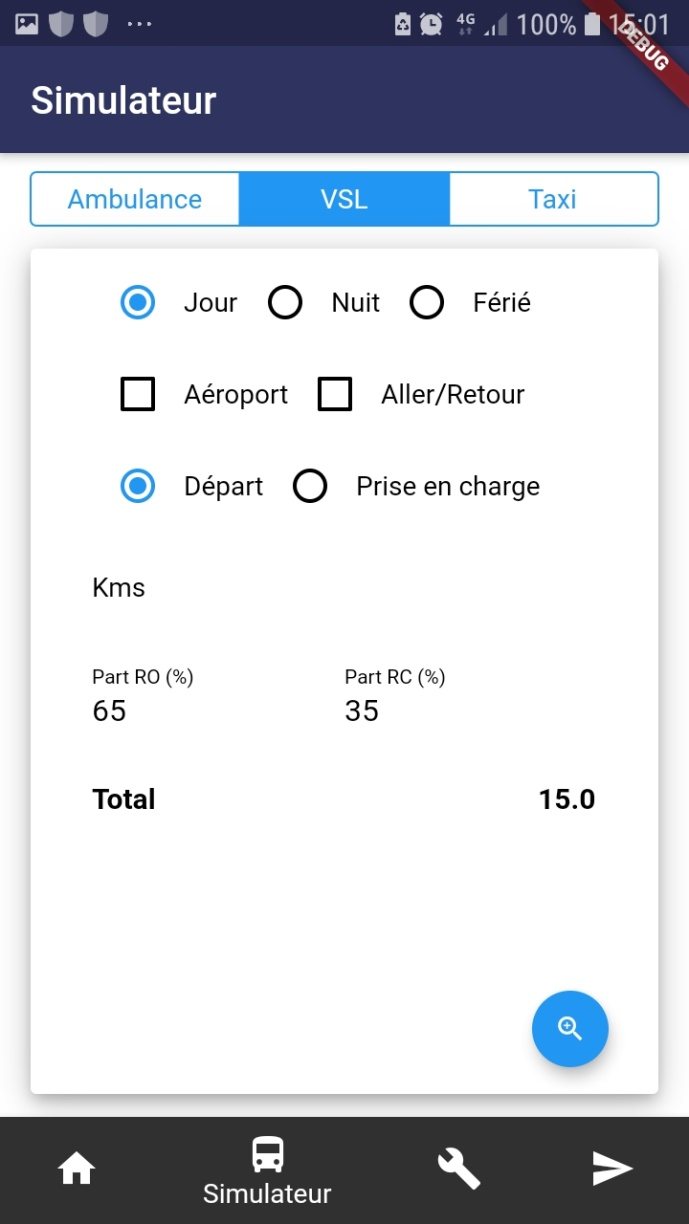 4G 100% 15:01
DEBUG
Simulateur
Ambulance VSL Taxi
Jour Nuit Férié
Aéroport Aller/Retour
Départ Prise en charge
Kms
Part RO (%) Part RC (%)
65 35
Total 15.0
Simulateur